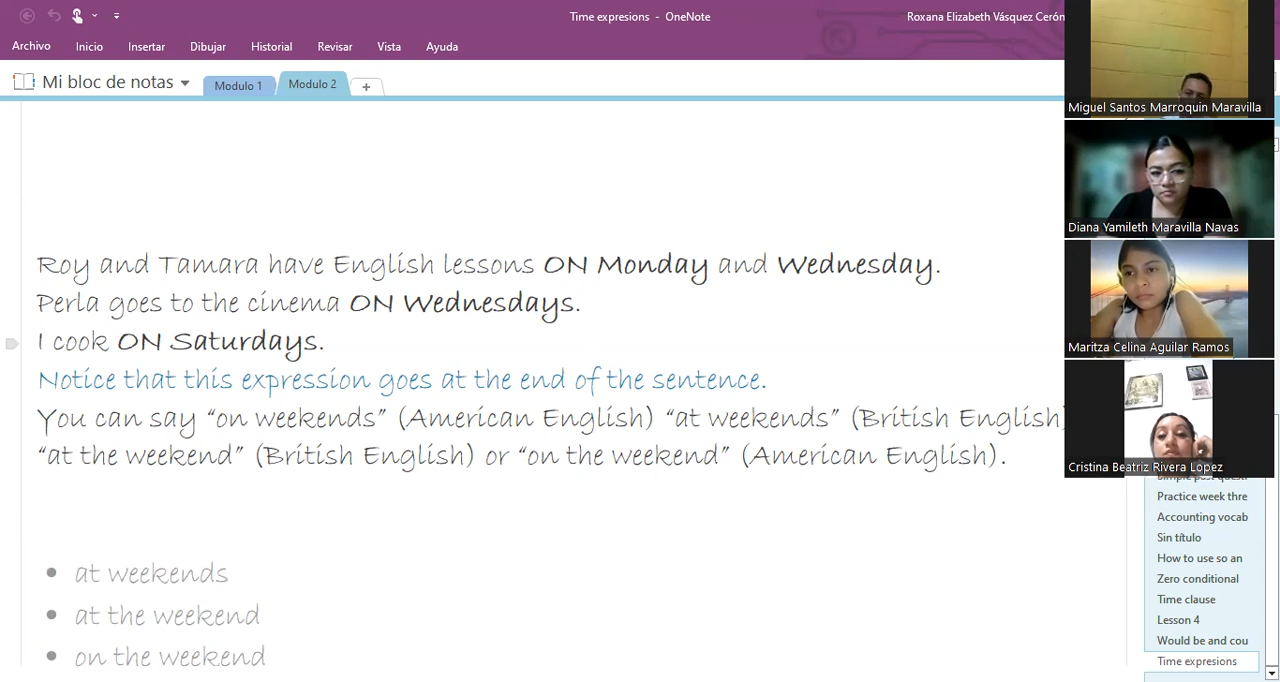 Time expresions - OneNote
Roxana Elizabeth Vásquez Cerón
Archivo Inicio Insertar Dibujar Historial Revisar Vista Ayuda
Mi bloc de notas Modulo 1 Modulo 2 +
Roy and Tamara have English lessons ON Monday and Wednesday.
Perla goes to the cinema ON Wednesdays.
I cook ON Saturdays.
Notice that this expression goes at the end of the sentence.
You can say “on weekends” (American English) “at weekends” (British English)
“at the weekend” (British English) or “on the weekend” (American English).
• at weekends
• at the weekend
• on the weekend
Miguel Santos Marroquin Maravilla
Diana Yamileth Maravilla Navas
Maritza Celina Aguilar Ramos
Cristina Beatriz Rivera Lopez
Practice week thre
Accounting vocab
Sin título
How to use so an
Zero conditional
Time clause
Lesson 4
Would be and cou
Time expresions